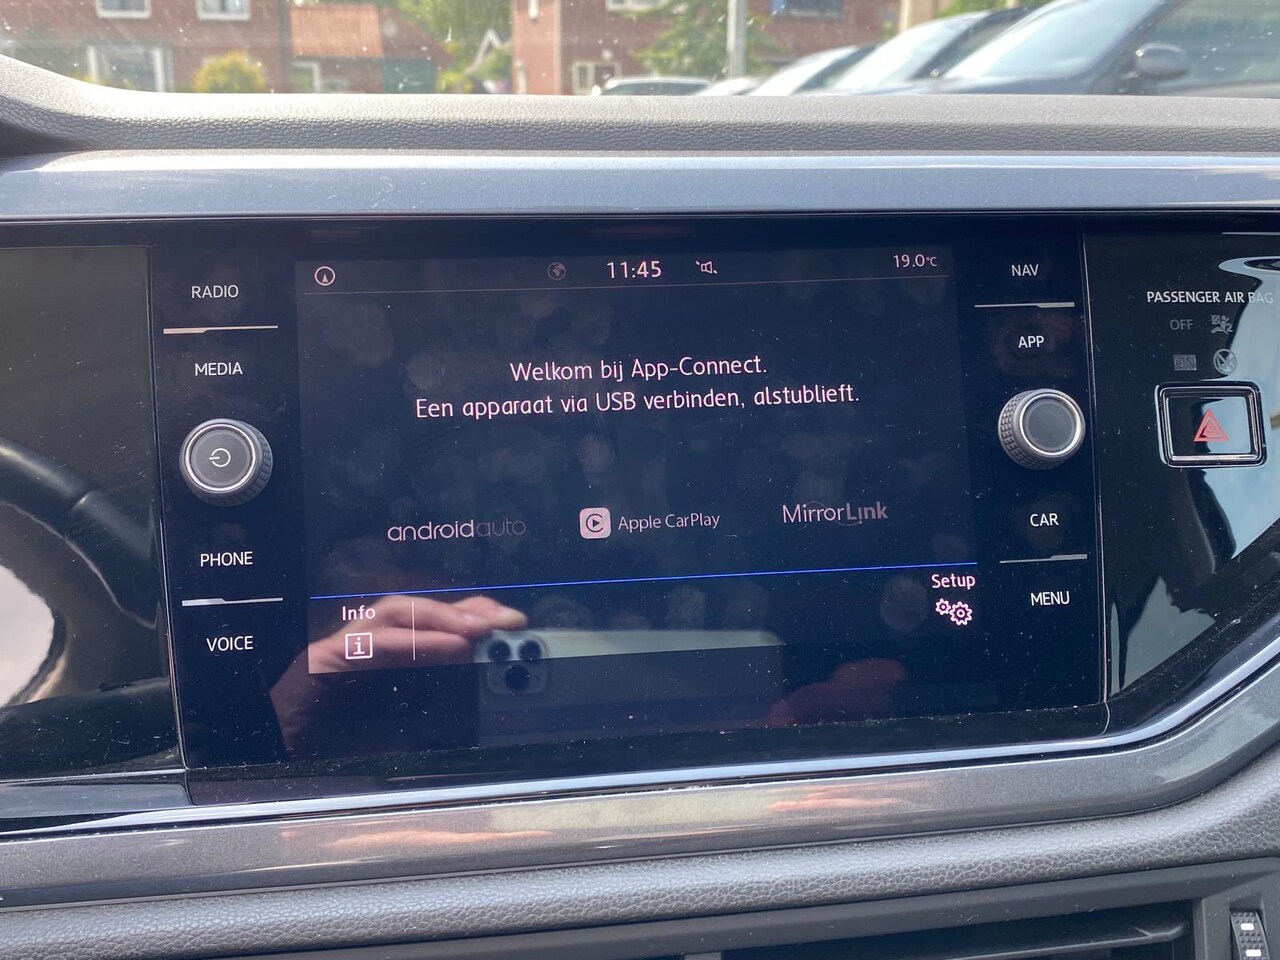 RADIO
MEDIA
PHONE
VOICE
11:45
19.0°C
Welkom bij App-Connect.
Een apparaat via USB verbinden, alstublieft.
androidauto
Apple CarPlay
MirrorLink
Info
i
Setup
NAV
APP
CAR
MENU
PASSENGER AIR BAG
OFF
ON